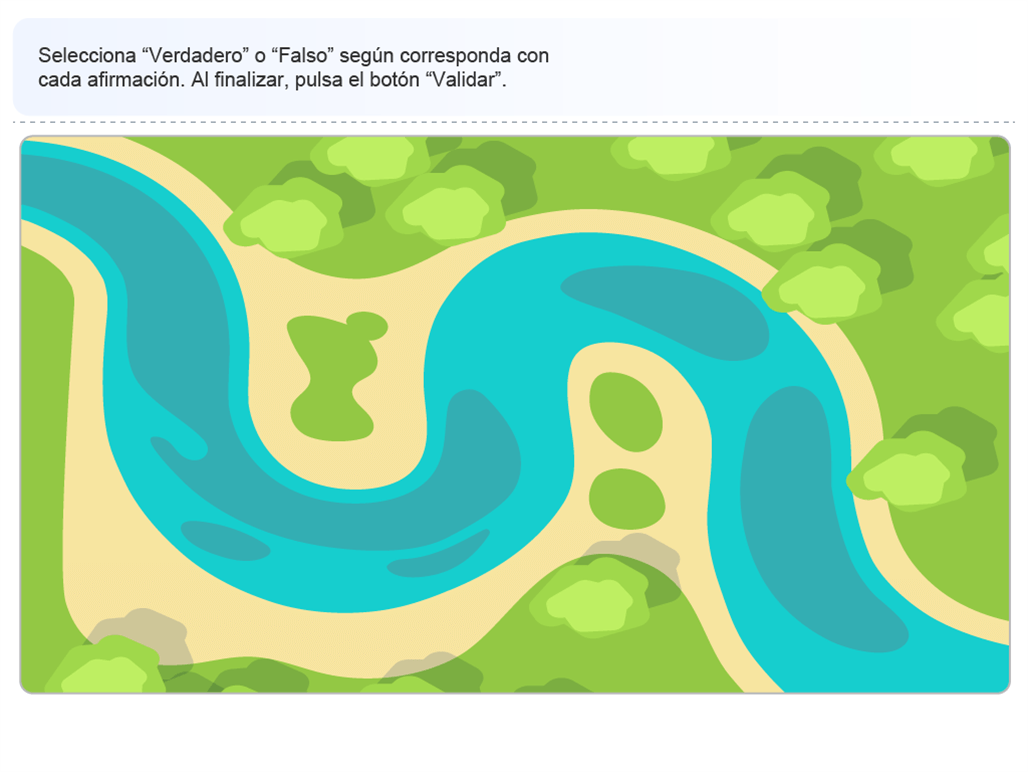 Selecciona “Verdadero” o “Falso” según corresponda con
cada afirmación. Al finalizar, pulsa el botón “Validar”.